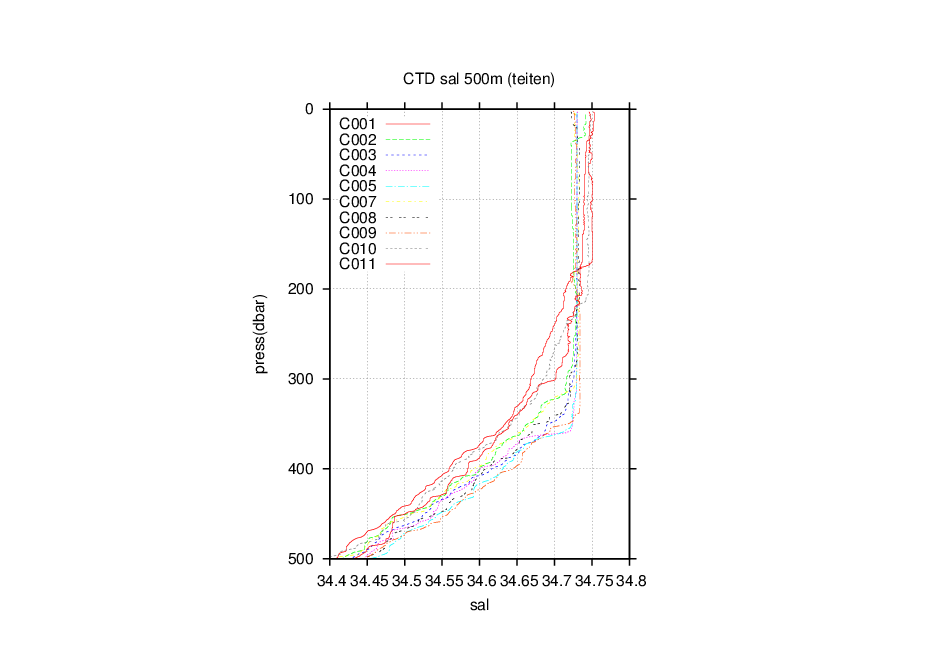 CTD sal 500m (teiten)
0
100
200
300
400
500
press(dbar)
C001
C002
C003
C004
C005
C007
C008
C009
C010
C011
34.4 34.45 34.5 34.55 34.6 34.65 34.7 34.75 34.8
sal